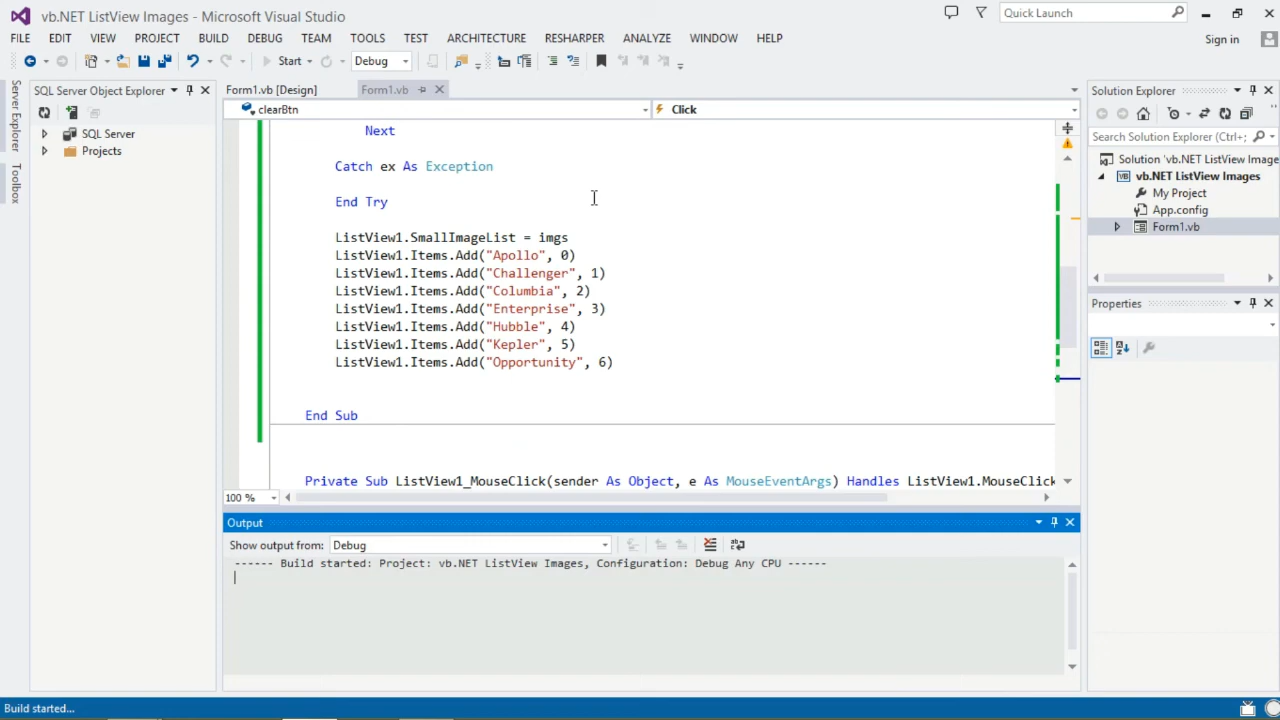 vb.NET ListView Images - Microsoft Visual Studio
Quick Launch
FILE EDIT VIEW PROJECT BUILD DEBUG TEAM TOOLS TEST ARCHITECTURE RESHARPER ANALYZE WINDOW HELP
Sign in
Start
Debug
Server Explorer
Toolbox
SQL Server Object Explorer
SQL Server
Projects
Form1.vb [Design]
Form1.vb
clearBtn
Click
Next
Catch ex As Exception
End Try
ListView1.SmallImageList = imgs
ListView1.Items.Add("Apollo", 0)
ListView1.Items.Add("Challenger", 1)
ListView1.Items.Add("Columbia", 2)
ListView1.Items.Add("Enterprise", 3)
ListView1.Items.Add("Hubble", 4)
ListView1.Items.Add("Kepler", 5)
ListView1.Items.Add("Opportunity", 6)
End Sub
Private Sub ListView1_MouseClick(sender As Object, e As MouseEventArgs) Handles ListView1.MouseClick
100 %
Output
Show output from: Debug
------ Build started: Project: vb.NET ListView Images, Configuration: Debug Any CPU ------
Solution Explorer
Search Solution Explorer (Ctrl+;
Solution 'vb.NET ListView Image
VB vb.NET ListView Images
My Project
App.config
Form1.vb
Properties
Build started...